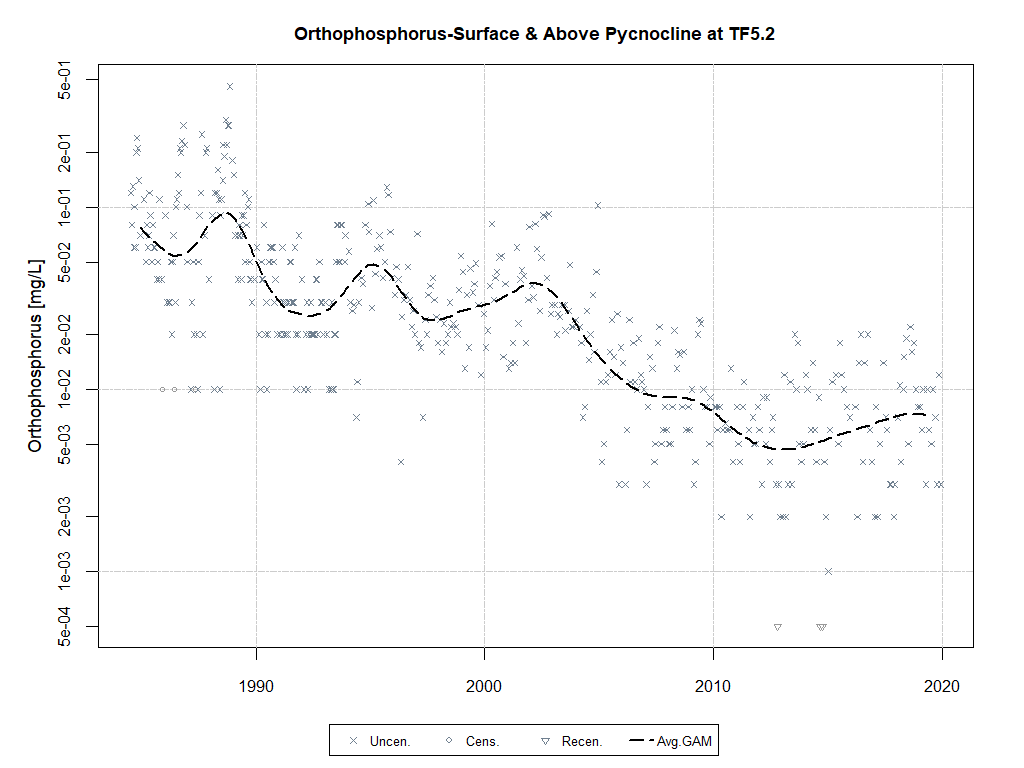 Orthophosphorus-Surface & Above Pycnocline at TF5.2
Orthophosphorus [mg/L]
5e-01
2e-01
1e-01
5e-02
2e-02
1e-02
5e-03
2e-03
1e-03
5e-04
1990 2000 2010 2020
Uncen. Cens. Recen. Avg.GAM